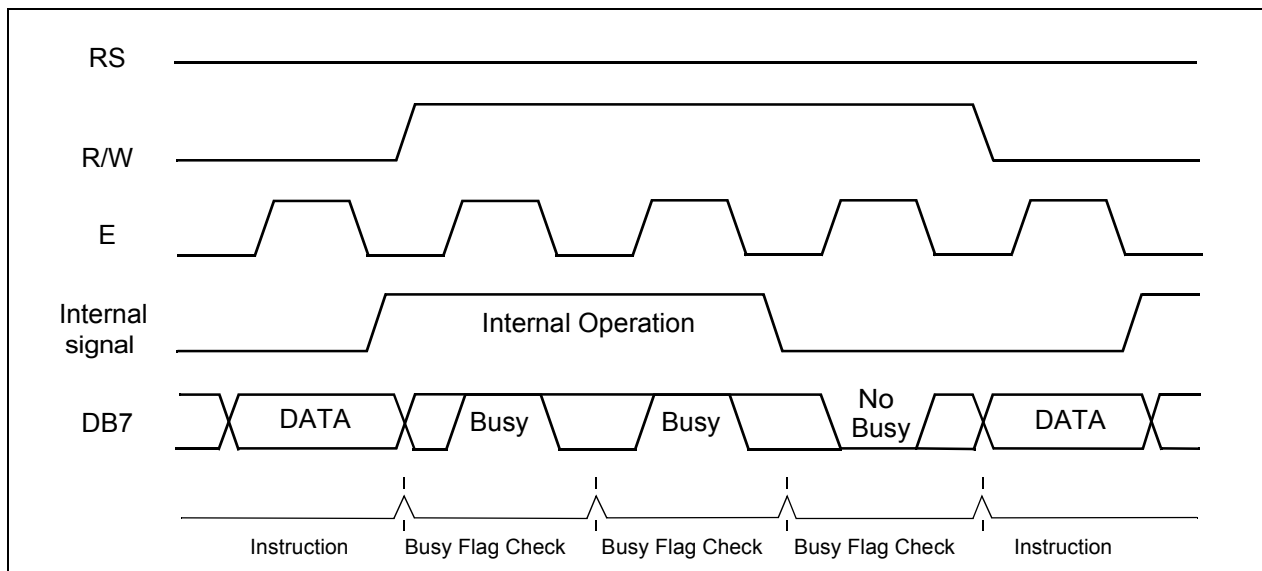 RS
R/W
E
Internal
signal
Internal Operation
DB7
DATA
Busy
Busy
No
Busy
DATA
Instruction
Busy Flag Check
Busy Flag Check
Busy Flag Check
Instruction